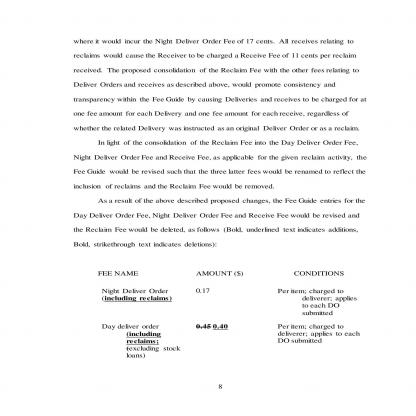 where it would incur the Night Deliver Order Fee of 17 cents. All receives relating to
reclaims would cause the Receiver to be charged a Receive Fee of 11 cents per reclaim
received. The proposed consolidation of the Reclaim Fee with the other fees relating to
Deliver Orders and receives as described above, would promote consistency and
transparency within the Fee Guide by causing Deliveries and receives to be charged for at
one fee amount for each Delivery and one fee amount for each receive, regardless of
whether the related Delivery was instructed as an original Deliver Order or as a reclaim.
In light of the consolidation of the Reclaim Fee into the Day Deliver Order Fee,
Night Deliver Order Fee and Receive Fee, as applicable for the given reclaim activity, the
Fee Guide would be revised such that the three latter fees would be renamed to reflect the
inclusion of reclaims and the Reclaim Fee would be removed.
As a result of the above described proposed changes, the Fee Guide entries for the
Day Deliver Order Fee, Night Deliver Order Fee and Receive Fee would be revised and
the Reclaim Fee would be deleted, as follows (Bold, underlined text indicates additions,
Bold, strikethrough text indicates deletions):
FEE NAME AMOUNT ($) CONDITIONS
Night Deliver Order 0.17 Per item; charged to
(including reclaims) deliverer; applies
to each DO
submitted
Day deliver order 0.45 0.40 Per item; charged to
(including deliverer; applies to each
reclaims; DO submitted
(excluding stock
loans)
8